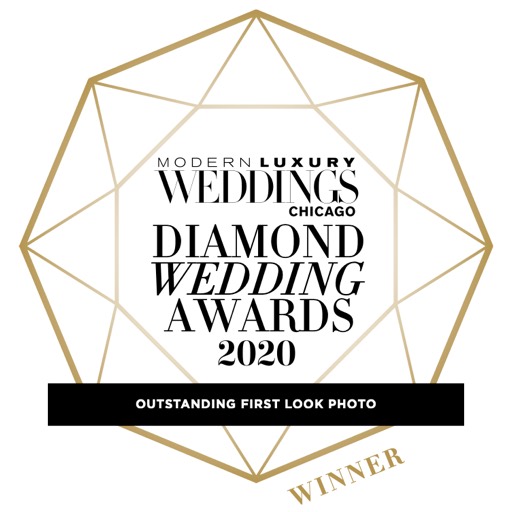 MODERN LUXURY
WEDDINGS
CHICAGO
DIAMOND
WEDDING
AWARDS
2020
OUTSTANDING FIRST LOOK PHOTO
WINNER